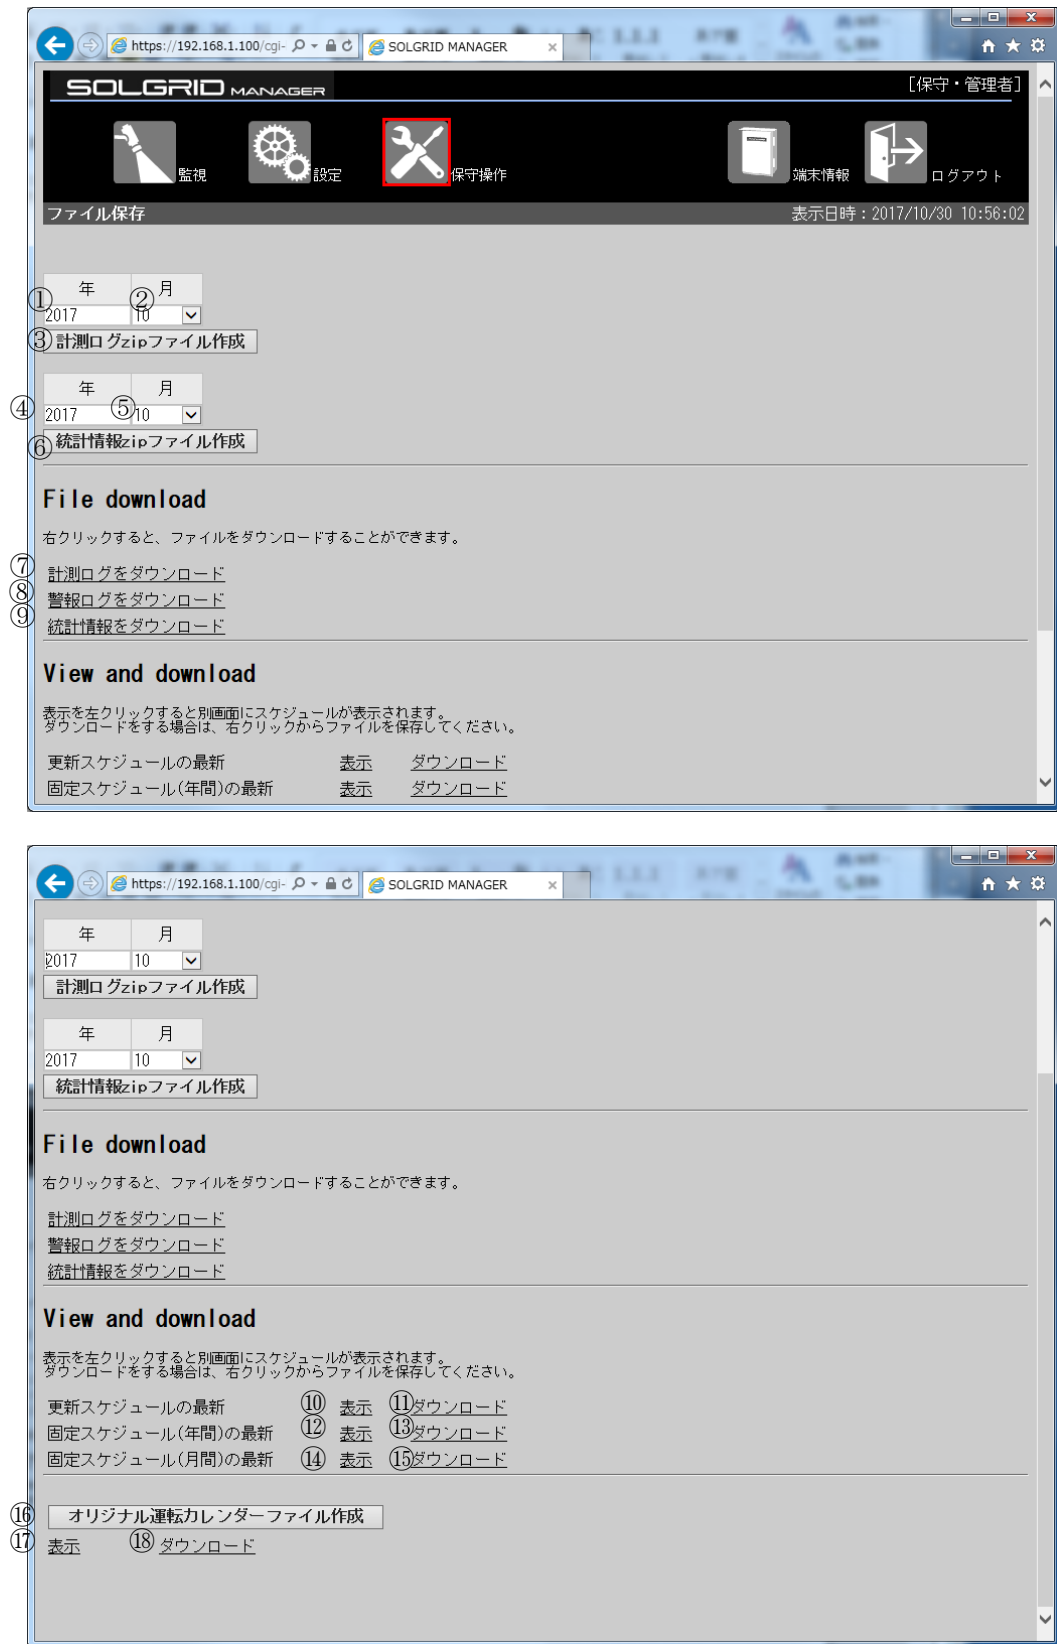 https://192.168.1.100/cgi- SOLGRID MANAGER
SOLGRID MANAGER [保守・管理者]
監視 設定 保守操作 端末情報 ログアウト
ファイル保存 表示日時：2017/10/30 10:56:02
年 月
① 2017 ② 10
③ 計測ログzipファイル作成
年 月
④ 2017 ⑤ 10
⑥ 統計情報zipファイル作成
File download
右クリックすると、ファイルをダウンロードすることができます。
⑦ 計測ログをダウンロード
⑧ 警報ログをダウンロード
⑨ 統計情報をダウンロード
View and download
表示を左クリックすると別画面にスケジュールが表示されます。
ダウンロードをする場合は、右クリックからファイルを保存してください。
更新スケジュールの最新 表示 ダウンロード
固定スケジュール(年間)の最新 表示 ダウンロード
https://192.168.1.100/cgi- SOLGRID MANAGER
年 月
2017 10
計測ログzipファイル作成
年 月
2017 10
統計情報zipファイル作成
File download
右クリックすると、ファイルをダウンロードすることができます。
計測ログをダウンロード
警報ログをダウンロード
統計情報をダウンロード
View and download
表示を左クリックすると別画面にスケジュールが表示されます。
ダウンロードをする場合は、右クリックからファイルを保存してください。
更新スケジュールの最新 ⑩ 表示 ⑪ ダウンロード
固定スケジュール(年間)の最新 ⑫ 表示 ⑬ ダウンロード
固定スケジュール(月間)の最新 ⑭ 表示 ⑮ ダウンロード
⑯ オリジナル運転カレンダーファイル作成
⑰ 表示 ⑱ ダウンロード